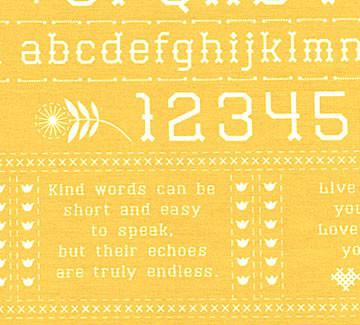 abcdefghijklmn
12345
Kind words can be
short and easy
to speak,
but their echoes
are truly endless.
Live
you
Love
yo